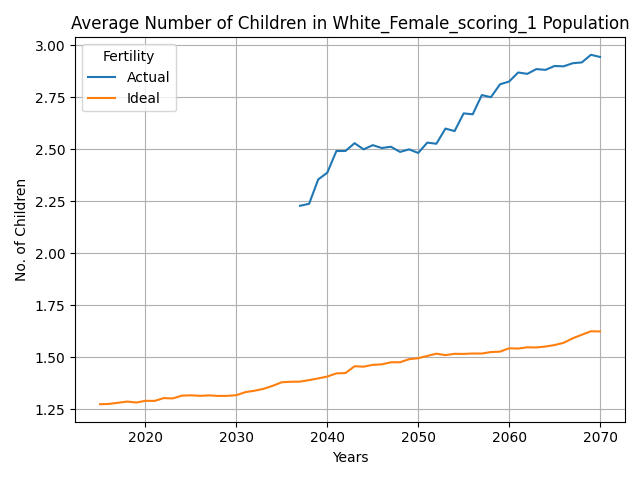 Average Number of Children in White_Female_scoring_1 Population
Fertility
Actual
Ideal
No. of Children
3.00
2.75
2.50
2.25
2.00
1.75
1.50
1.25
2020 2030 2040 2050 2060 2070
Years